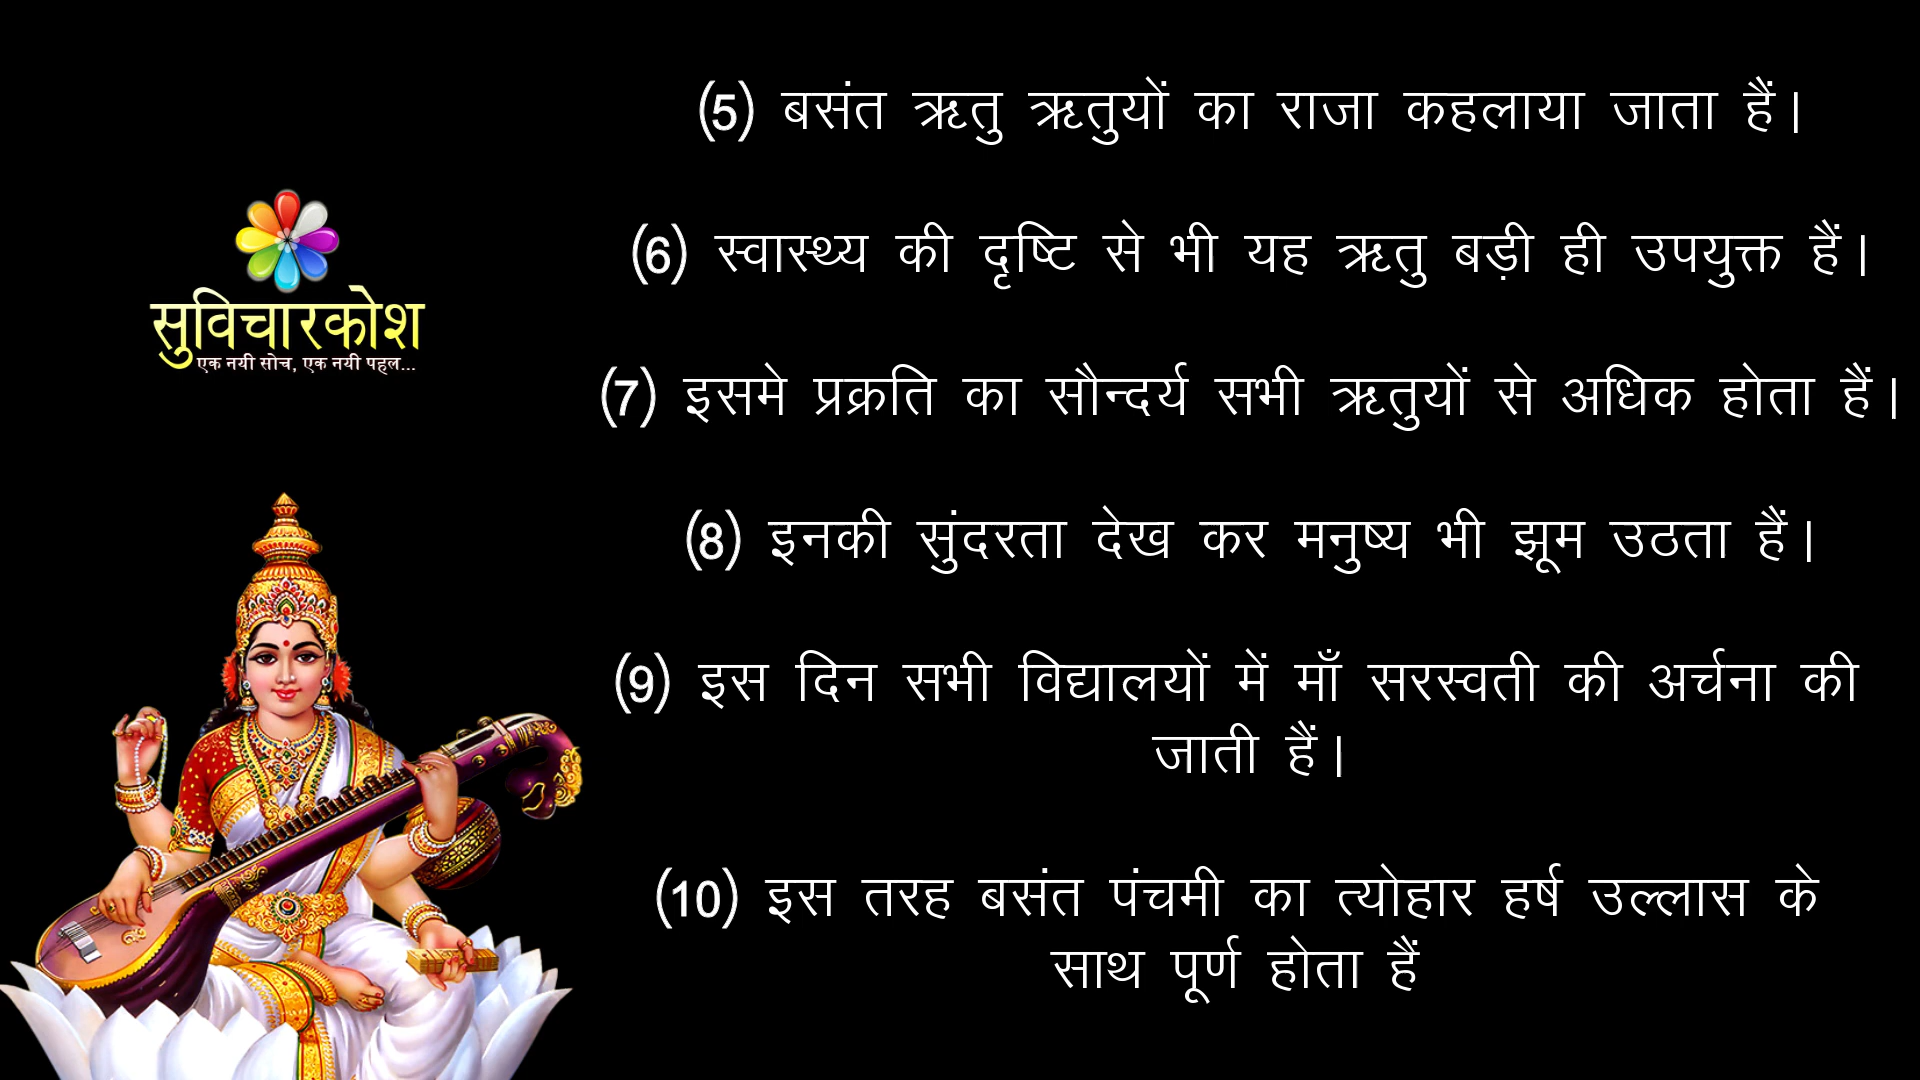 (5) बसंत ऋतु ऋतुयों का राजा कहलाया जाता हैं।
(6) स्वास्थ्य की दृष्टि से भी यह ऋतु बड़ी ही उपयुक्त हैं।
सुविचारकोश
एक नयी सोच, एक नयी पहल...
(7) इसमे प्रक्रति का सौन्दर्य सभी ऋतुयों से अधिक होता हैं।
(8) इनकी सुंदरता देख कर मनुष्य भी झूम उठता हैं।
(9) इस दिन सभी विद्यालयों में माँ सरस्वती की अर्चना की
जाती हैं।
(10) इस तरह बसंत पंचमी का त्योहार हर्ष उल्लास के
साथ पूर्ण होता हैं